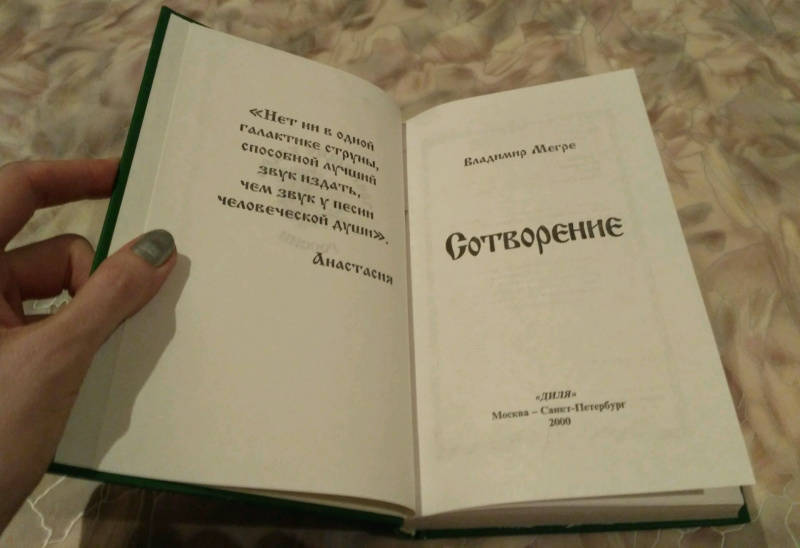 «Нет ни в одной
галактике струны,
способной лучший
звук издать,
чем звук у песни
человеческой души».
Анастасия
Владимир Мегре
Сотворение
«ДИЛЯ»
Москва – Санкт-Петербург
2000